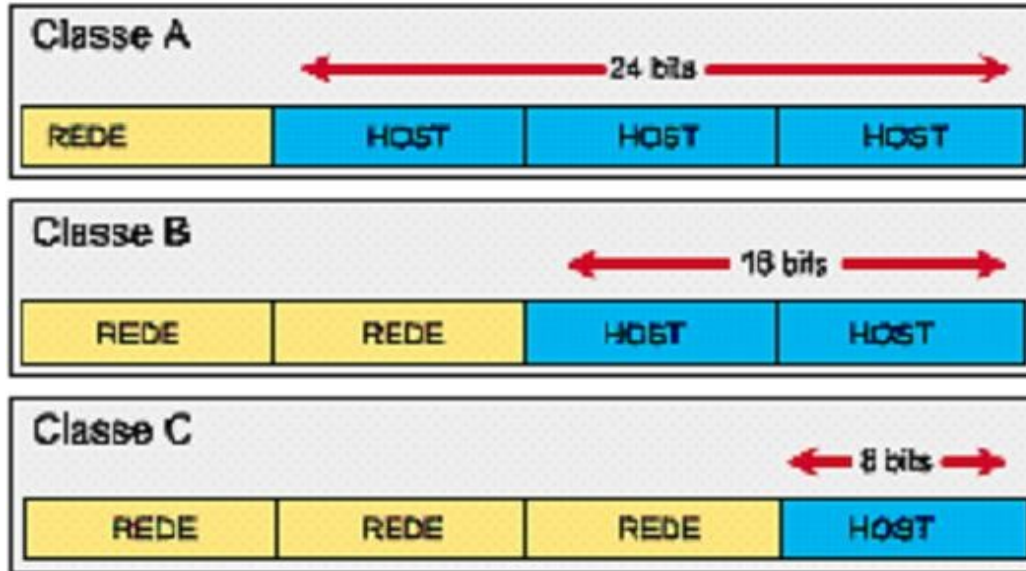 Classe A
24 bits
REDE HOST HOST HOST
Classe B
16 bits
REDE REDE HOST HOST
Classe C
8 bits
REDE REDE REDE HOST